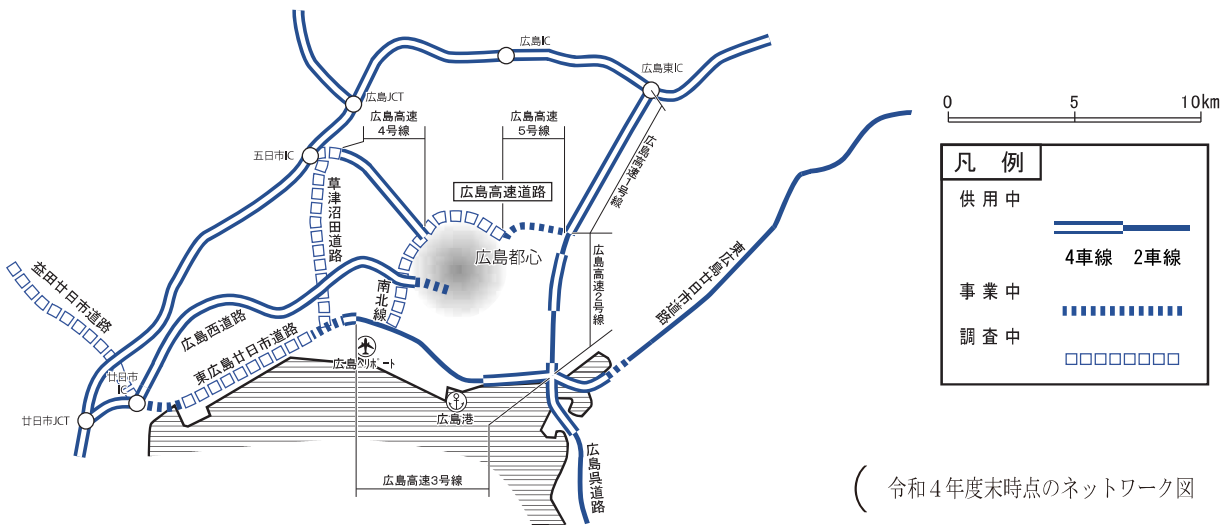 広島IC
広島東IC
広島JCT
広島高速
4号線
広島高速
5号線
広島高速1号線
五日市IC
草津沼田道路
広島高速道路
広島都心
広島高速2号線
東広島廿日市道路
益田廿日市道路
広島西道路
南北線
東広島廿日市道路
広島ヘリポート
廿日市
IC
廿日市JCT
広島港
広島呉道路
広島高速3号線
0 5 10km
凡 例
供用中
4車線 2車線
事業中
調査中
( 令和4年度末時点のネットワーク図